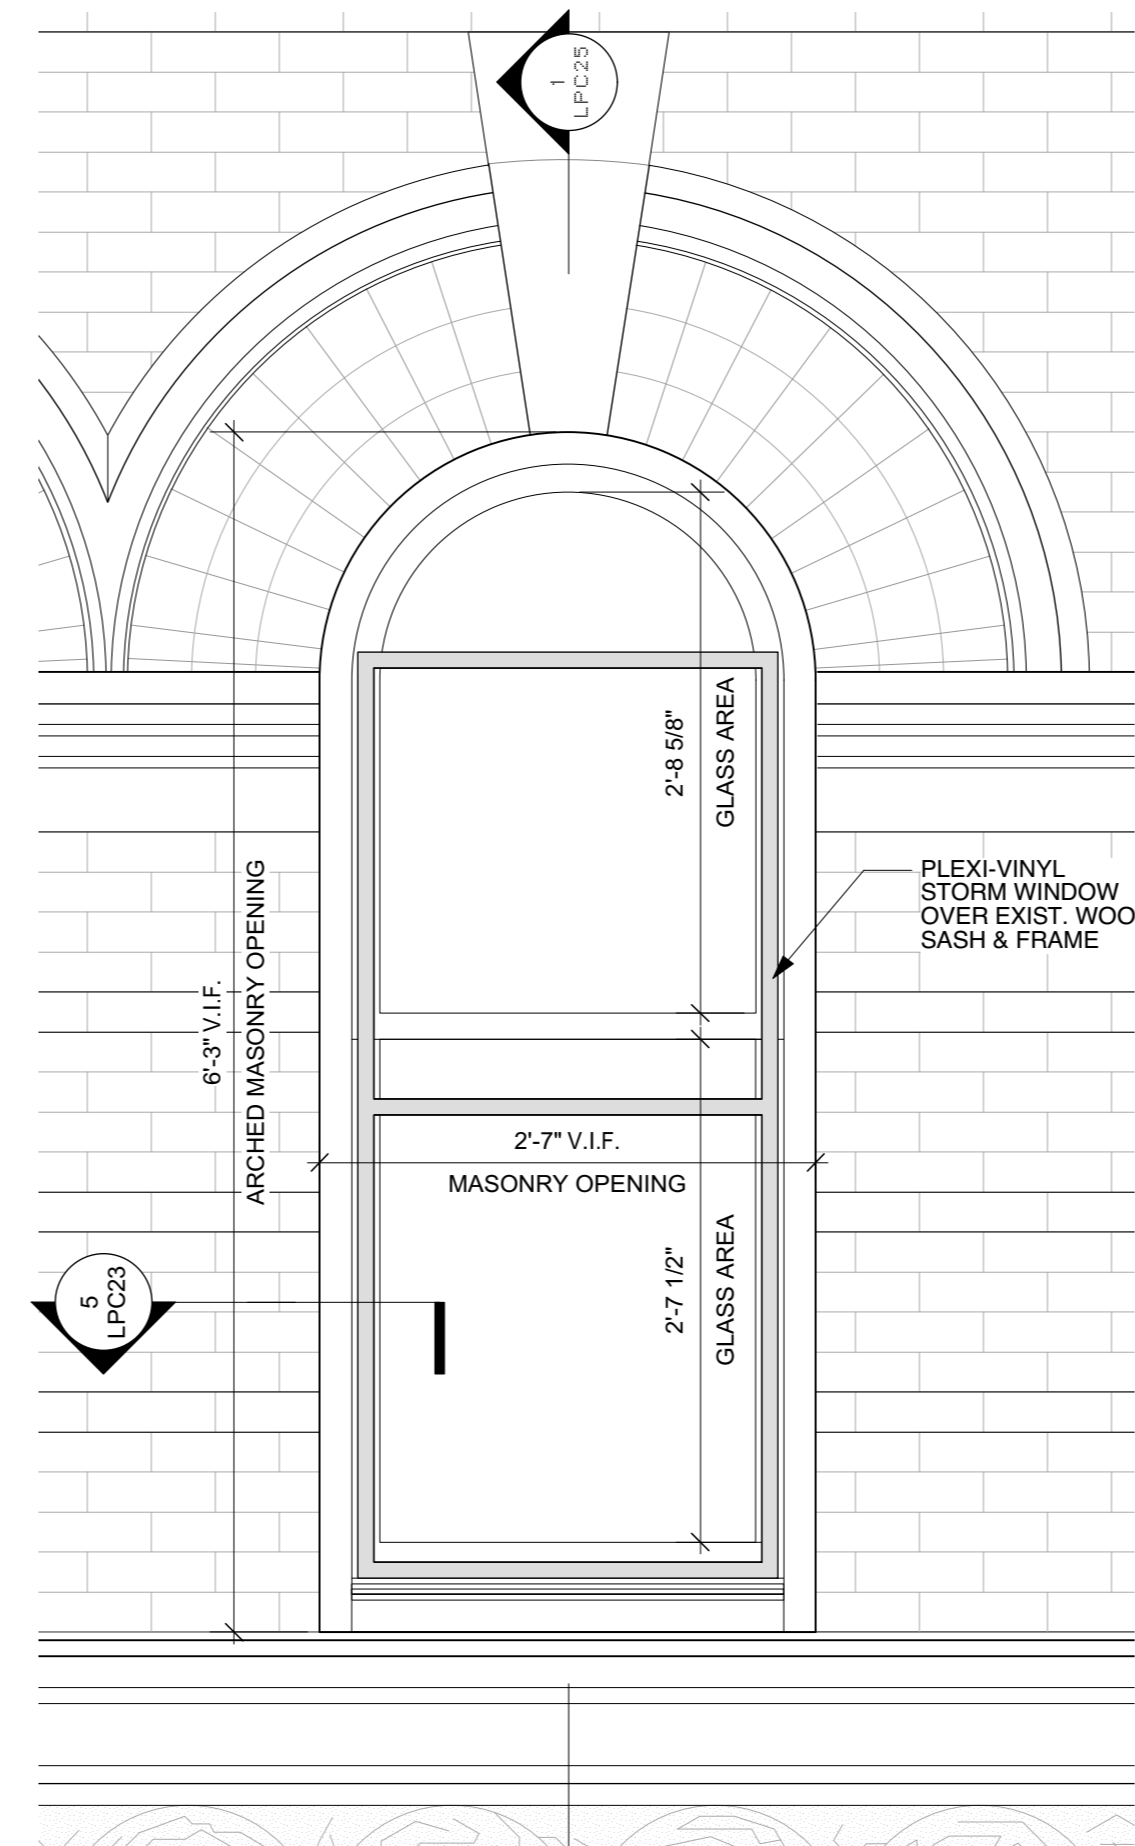 1
LPC25
2'-8 5/8"
GLASS AREA
PLEXI-VINYL
STORM WINDOW
OVER EXIST. WOO
SASH & FRAME
6'-3" V.I.F.
ARCHED MASONRY OPENING
2'-7" V.I.F.
MASONRY OPENING
2'-7 1/2"
GLASS AREA
5
LPC23